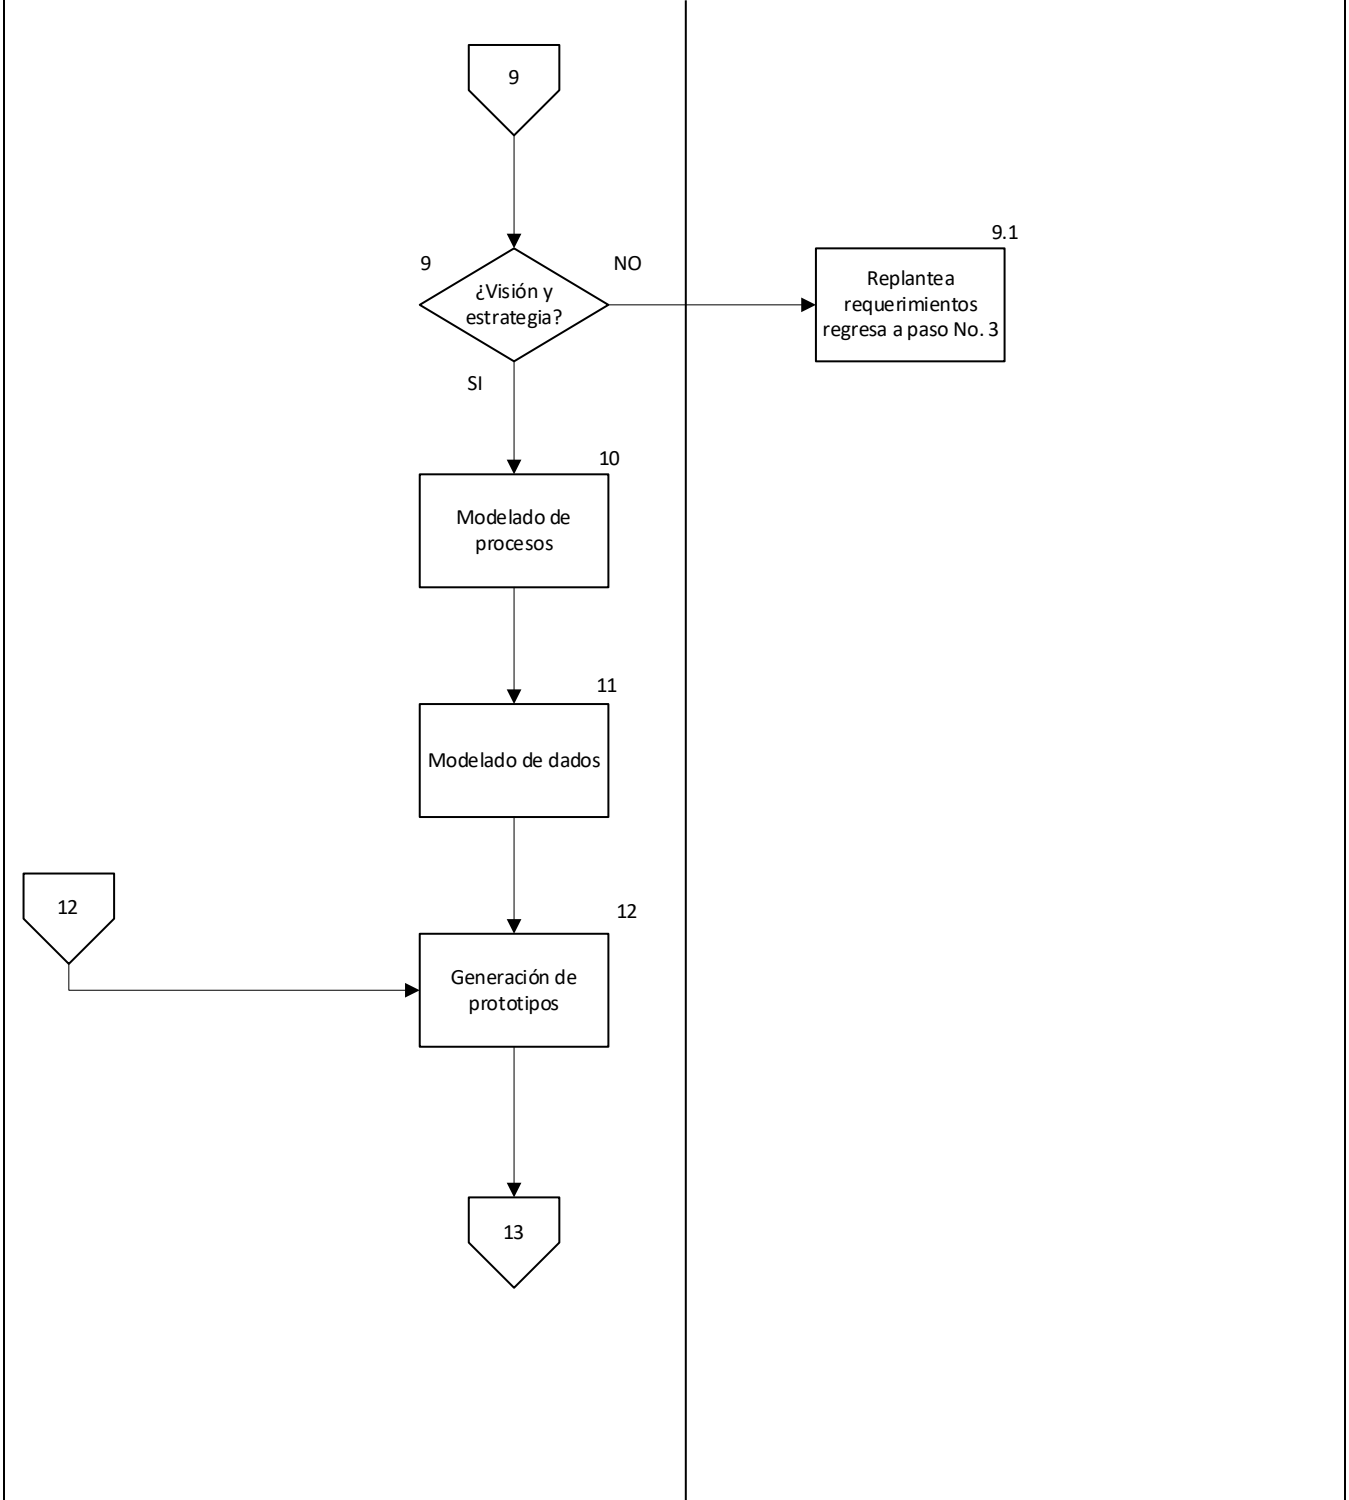 9
9.1
9
NO
¿Visión y
estrategia?
Replantea
requerimientos
regresa a paso No. 3
SI
10
Modelado de
procesos
11
Modelado de dados
12
12
Generación de
prototipos
13